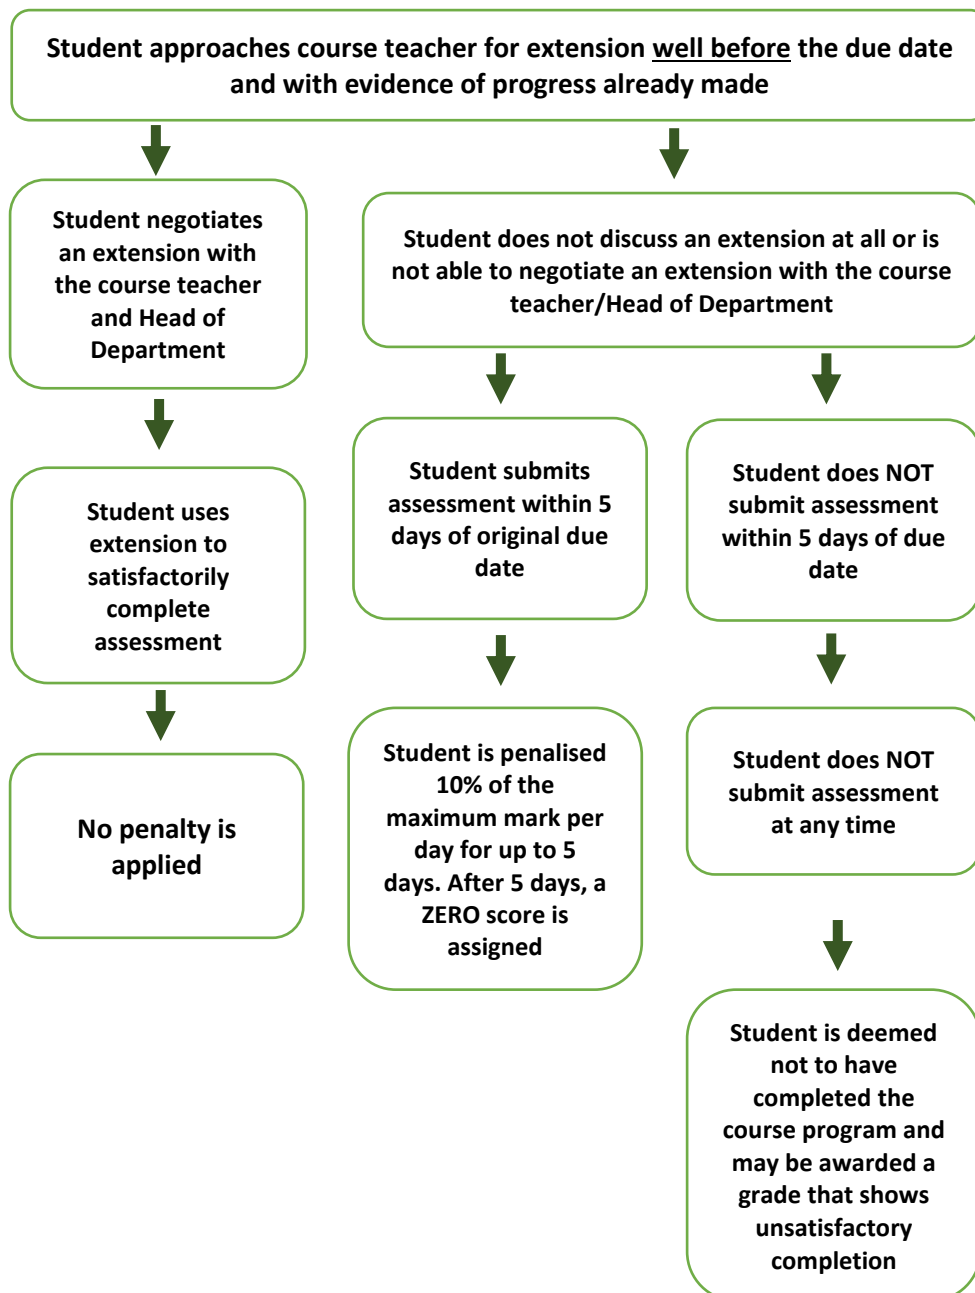 Student approaches course teacher for extension well before the due date
and with evidence of progress already made
Student negotiates
an extension with
the course teacher
and Head of
Department
Student does not discuss an extension at all or is
not able to negotiate an extension with the course
teacher/Head of Department
Student uses
extension to
satisfactorily
complete
assessment
Student submits
assessment within 5
days of original due
date
Student does NOT
submit assessment
within 5 days of due
date
No penalty is
applied
Student is penalised
10% of the
maximum mark per
day for up to 5
days. After 5 days, a
ZERO score is
assigned
Student does NOT
submit assessment
at any time
Student is deemed
not to have
completed the
course program and
may be awarded a
grade that shows
unsatisfactory
completion